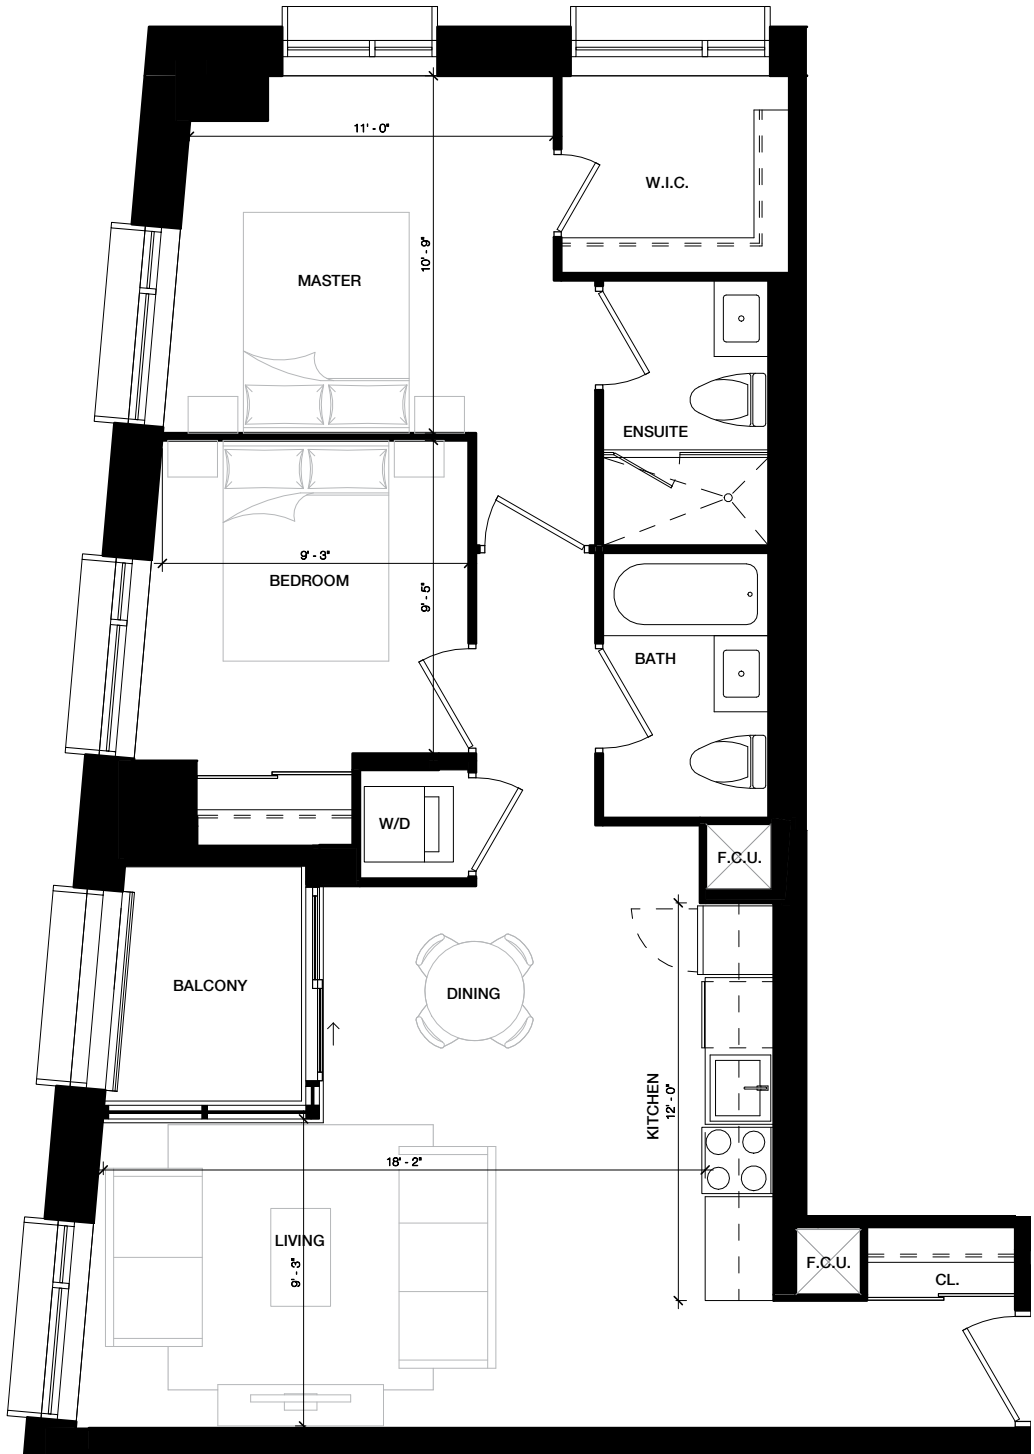 11' - 0"
W.I.C.
10' - 9"
MASTER
ENSUITE
9' - 3"
BEDROOM
9' - 5"
BATH
W/D
F.C.U.
BALCONY
DINING
KITCHEN
12' - 0"
18' - 2"
LIVING
9' - 3"
F.C.U.
CL.